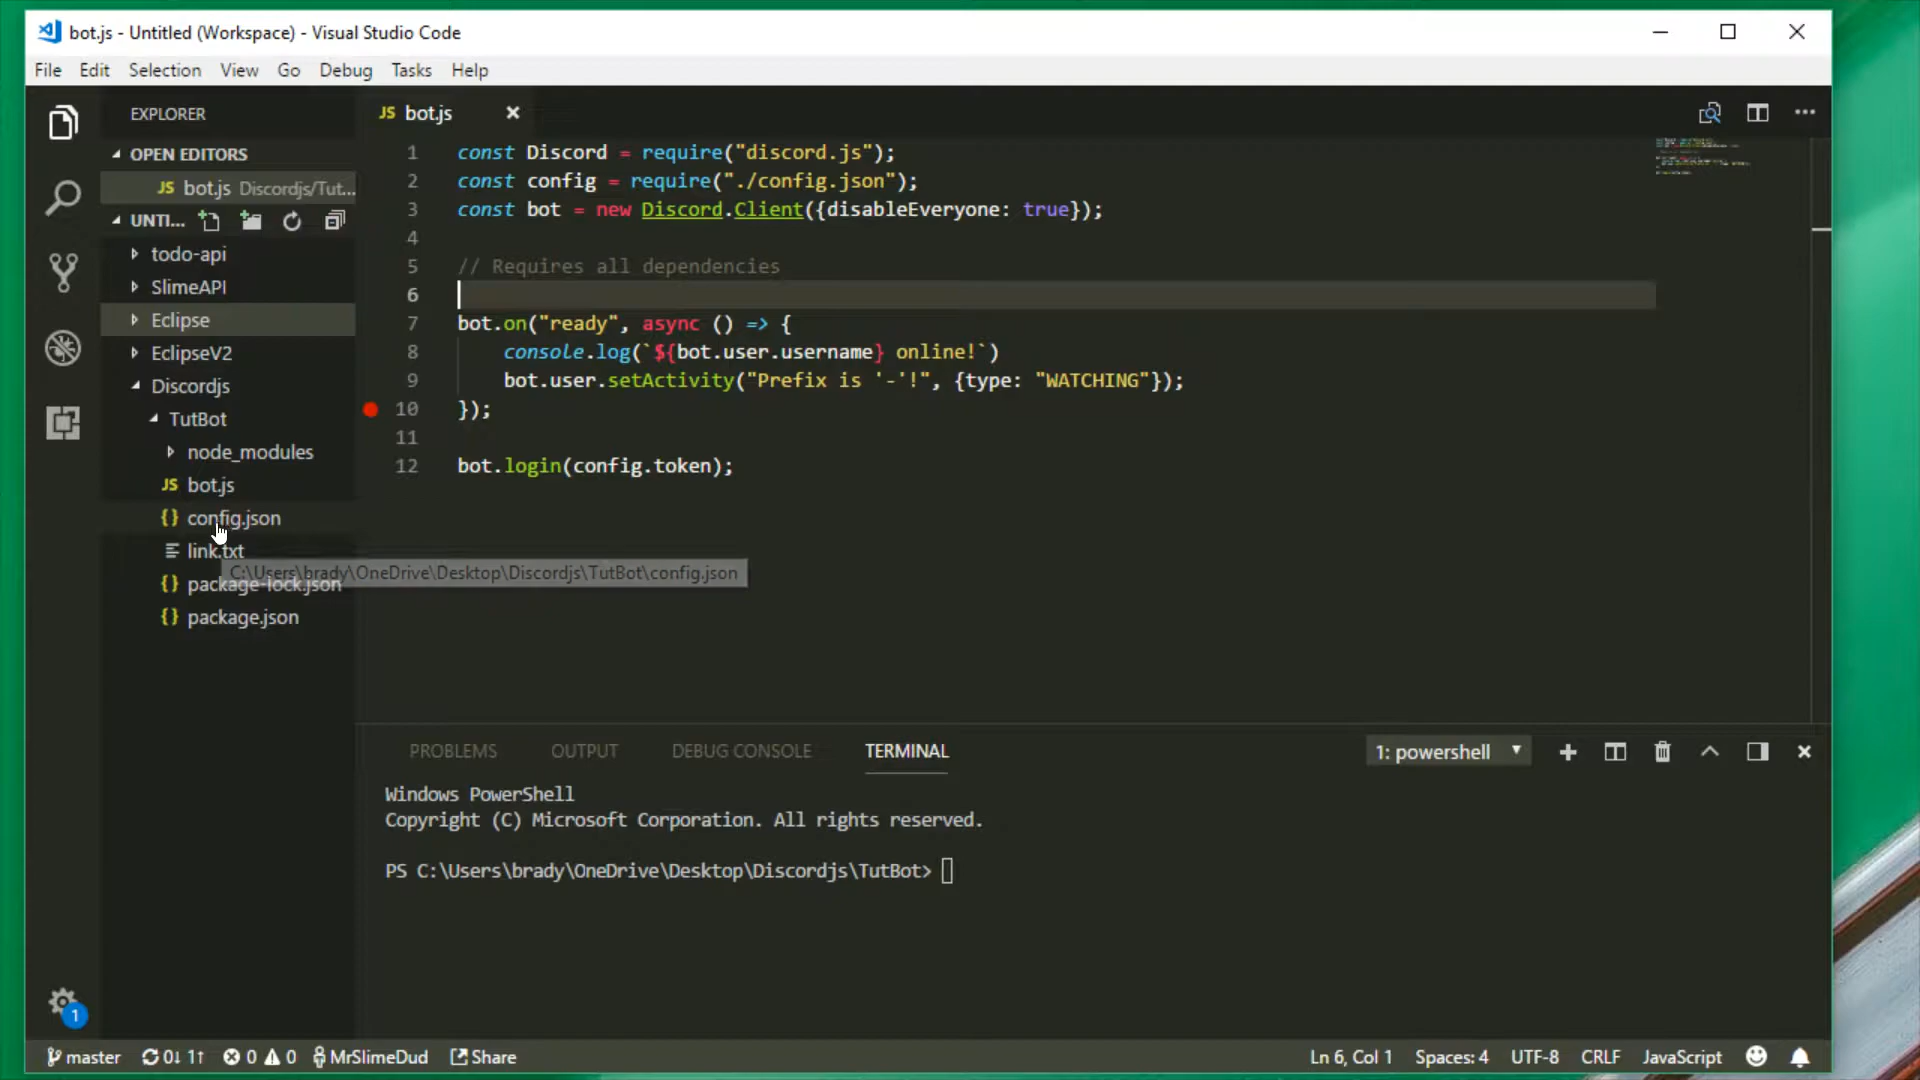 bot.js - Untitled (Workspace) - Visual Studio Code
File Edit Selection View Go Debug Tasks Help
EXPLORER
OPEN EDITORS
JS bot.js Discordjs/Tut...
UNTI...
todo-api
SlimeAPI
Eclipse
EclipseV2
Discordjs
TutBot
node_modules
JS bot.js
{} config.json
link.txt
C:\Users\brady\OneDrive\Desktop\Discordjs\TutBot\config.json
{} package-lock.json
{} package.json
JS bot.js
1 const Discord = require("discord.js");
2 const config = require("./config.json");
3 const bot = new Discord.Client({disableEveryone: true});
4
5 // Requires all dependencies
6
7 bot.on("ready", async () => {
8 console.log(`${bot.user.username} online!`)
9 bot.user.setActivity("Prefix is '-'!", {type: "WATCHING"});
10 });
11
12 bot.login(config.token);
PROBLEMS OUTPUT DEBUG CONSOLE TERMINAL 1: powershell
Windows PowerShell
Copyright (C) Microsoft Corporation. All rights reserved.
PS C:\Users\brady\OneDrive\Desktop\Discordjs\TutBot>
1
master 0↓ 1↑ 0 0 MrSlimeDud Share Ln 6, Col 1 Spaces: 4 UTF-8 CRLF JavaScript